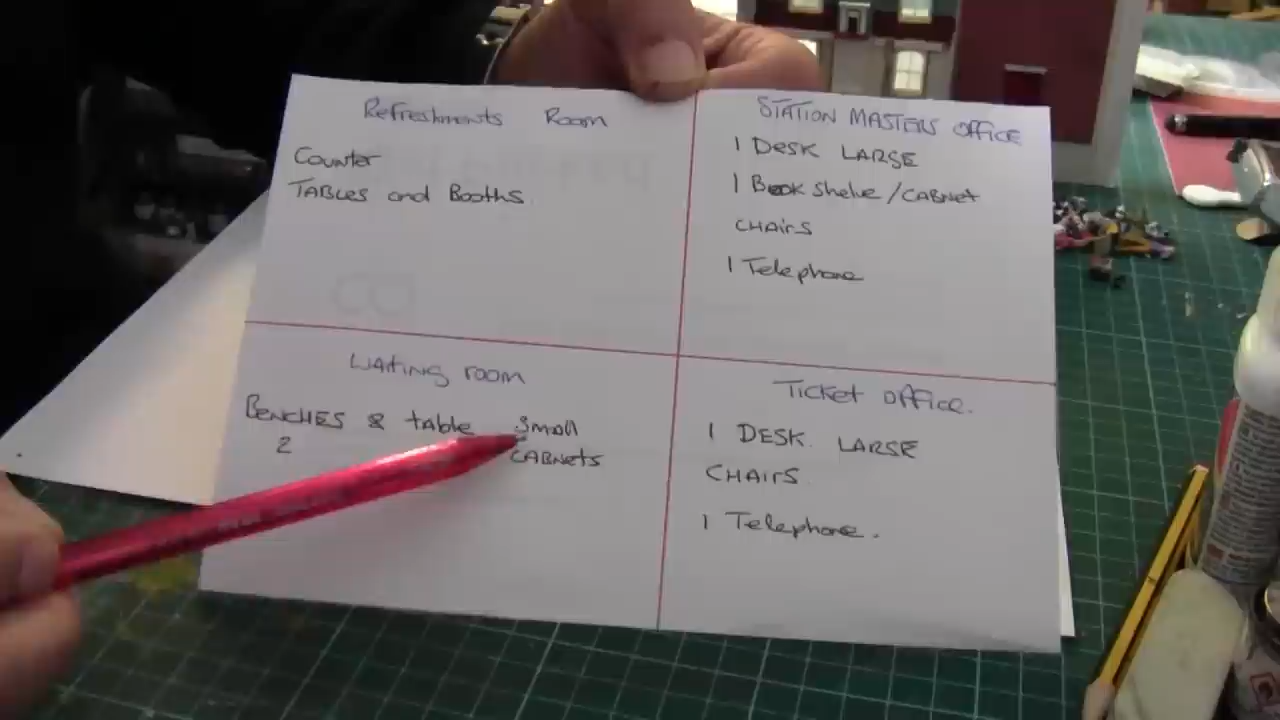 Refreshments Room
Counter
TABLES and Booths
STATION MASTERS OFFICE
1 Desk LARGE
1 Book shelve / CABNet
CHAirs
1 Telephone
Waiting room
BENCHES & table small
2 CABNets
Ticket office.
1 DESK. LARGE
CHAirs.
1 Telephone.